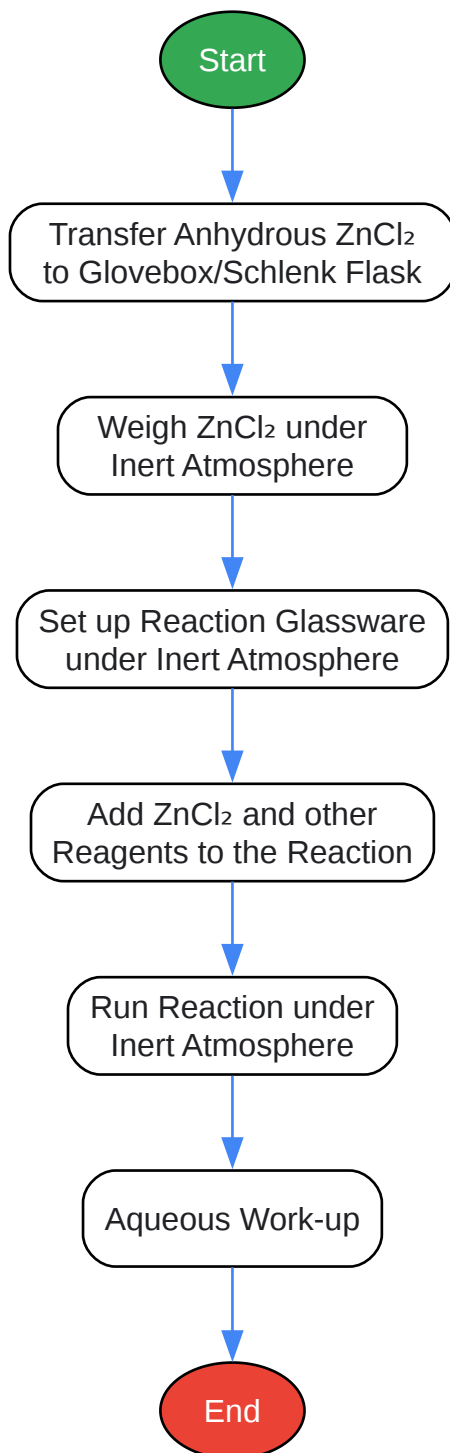 Start
Transfer Anhydrous ZnCl₂
to Glovebox/Schlenk Flask
Weigh ZnCl₂ under
Inert Atmosphere
Set up Reaction Glassware
under Inert Atmosphere
Add ZnCl₂ and other
Reagents to the Reaction
Run Reaction under
Inert Atmosphere
Aqueous Work-up
End